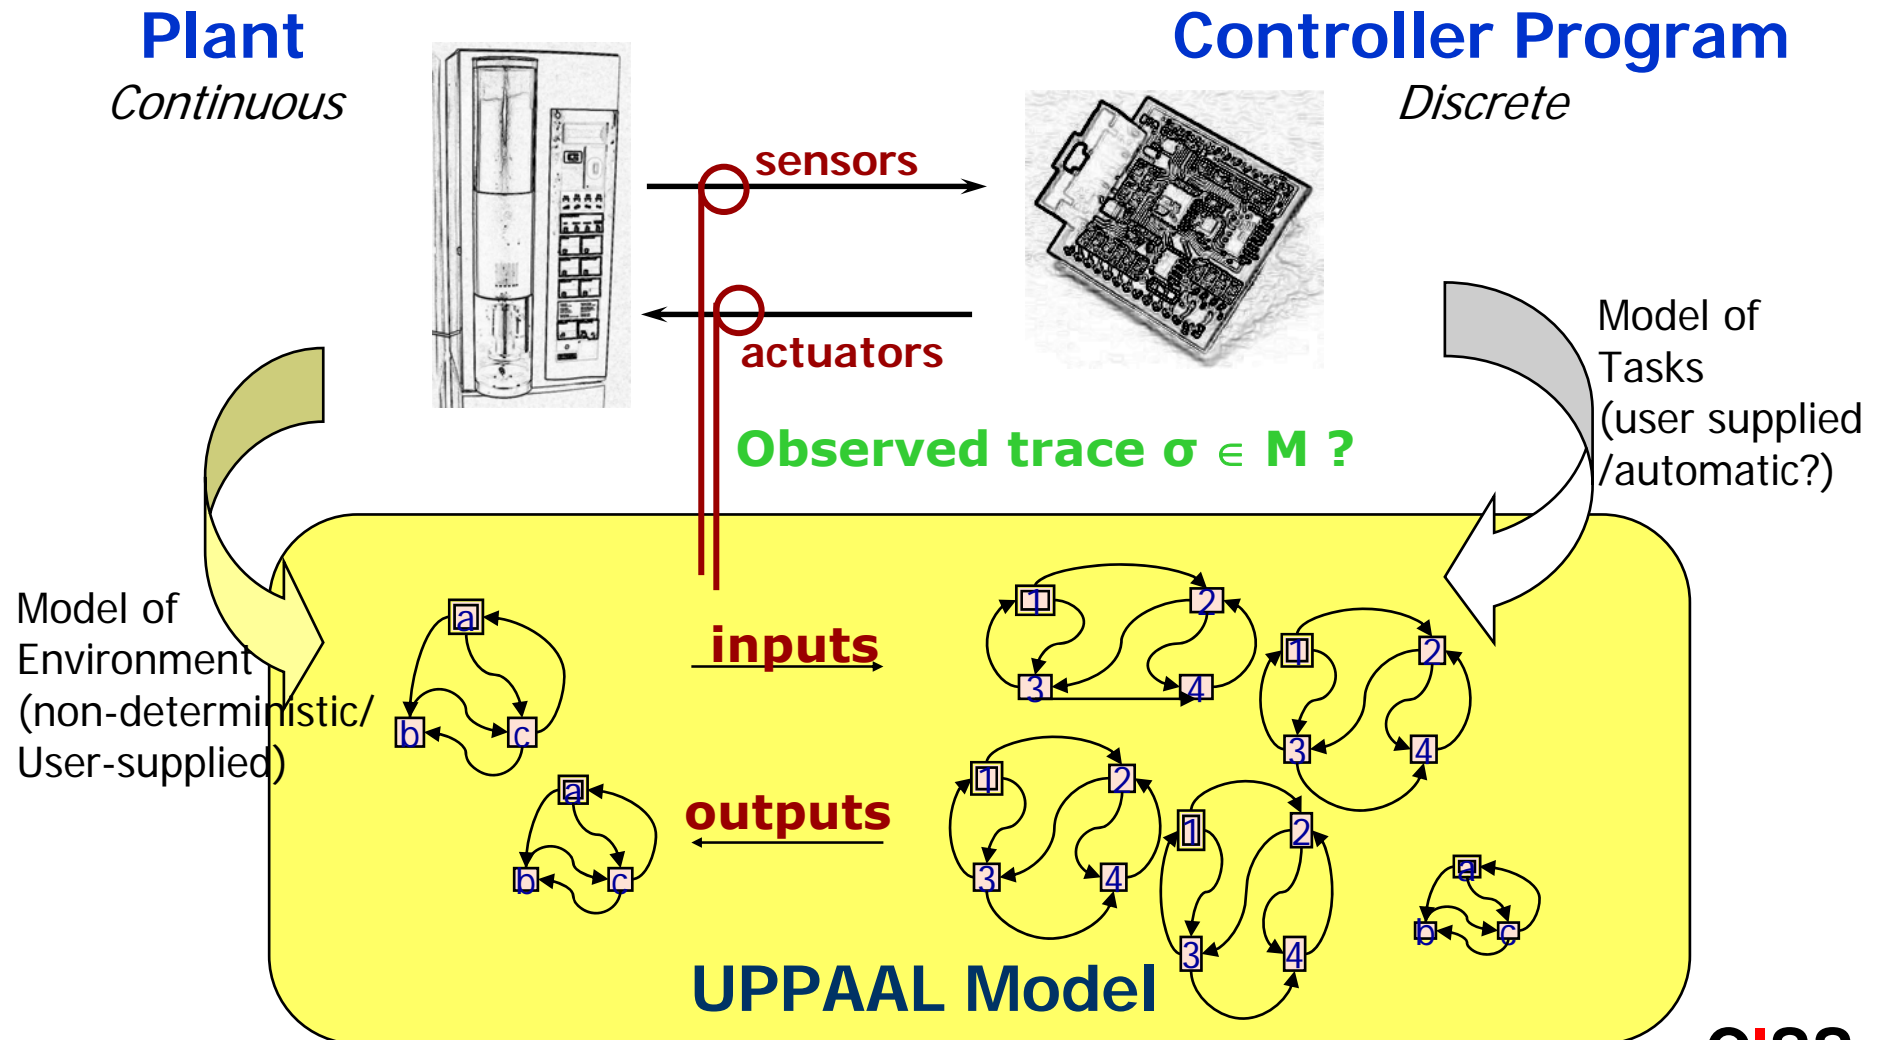 Plant
Continuous
Controller Program
Discrete
sensors
actuators
Observed trace σ ∈ M ?
Model of
Tasks
(user supplied
/automatic?)
Model of
Environment
(non-deterministic/
User-supplied)
inputs
outputs
a
b
c
a
b
c
1
2
3
4
1
2
3
4
1
2
3
4
1
2
3
4
a
b
c
UPPAAL Model